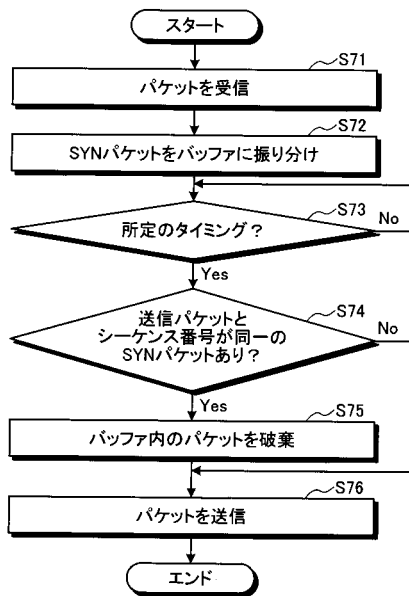 スタート
S71
パケットを受信
S72
SYNパケットをバッファに振り分け
S73
所定のタイミング?
No
Yes
S74
送信パケットと
シーケンス番号が同一の
SYNパケットあり?
No
Yes
S75
バッファ内のパケットを破棄
S76
パケットを送信
エンド